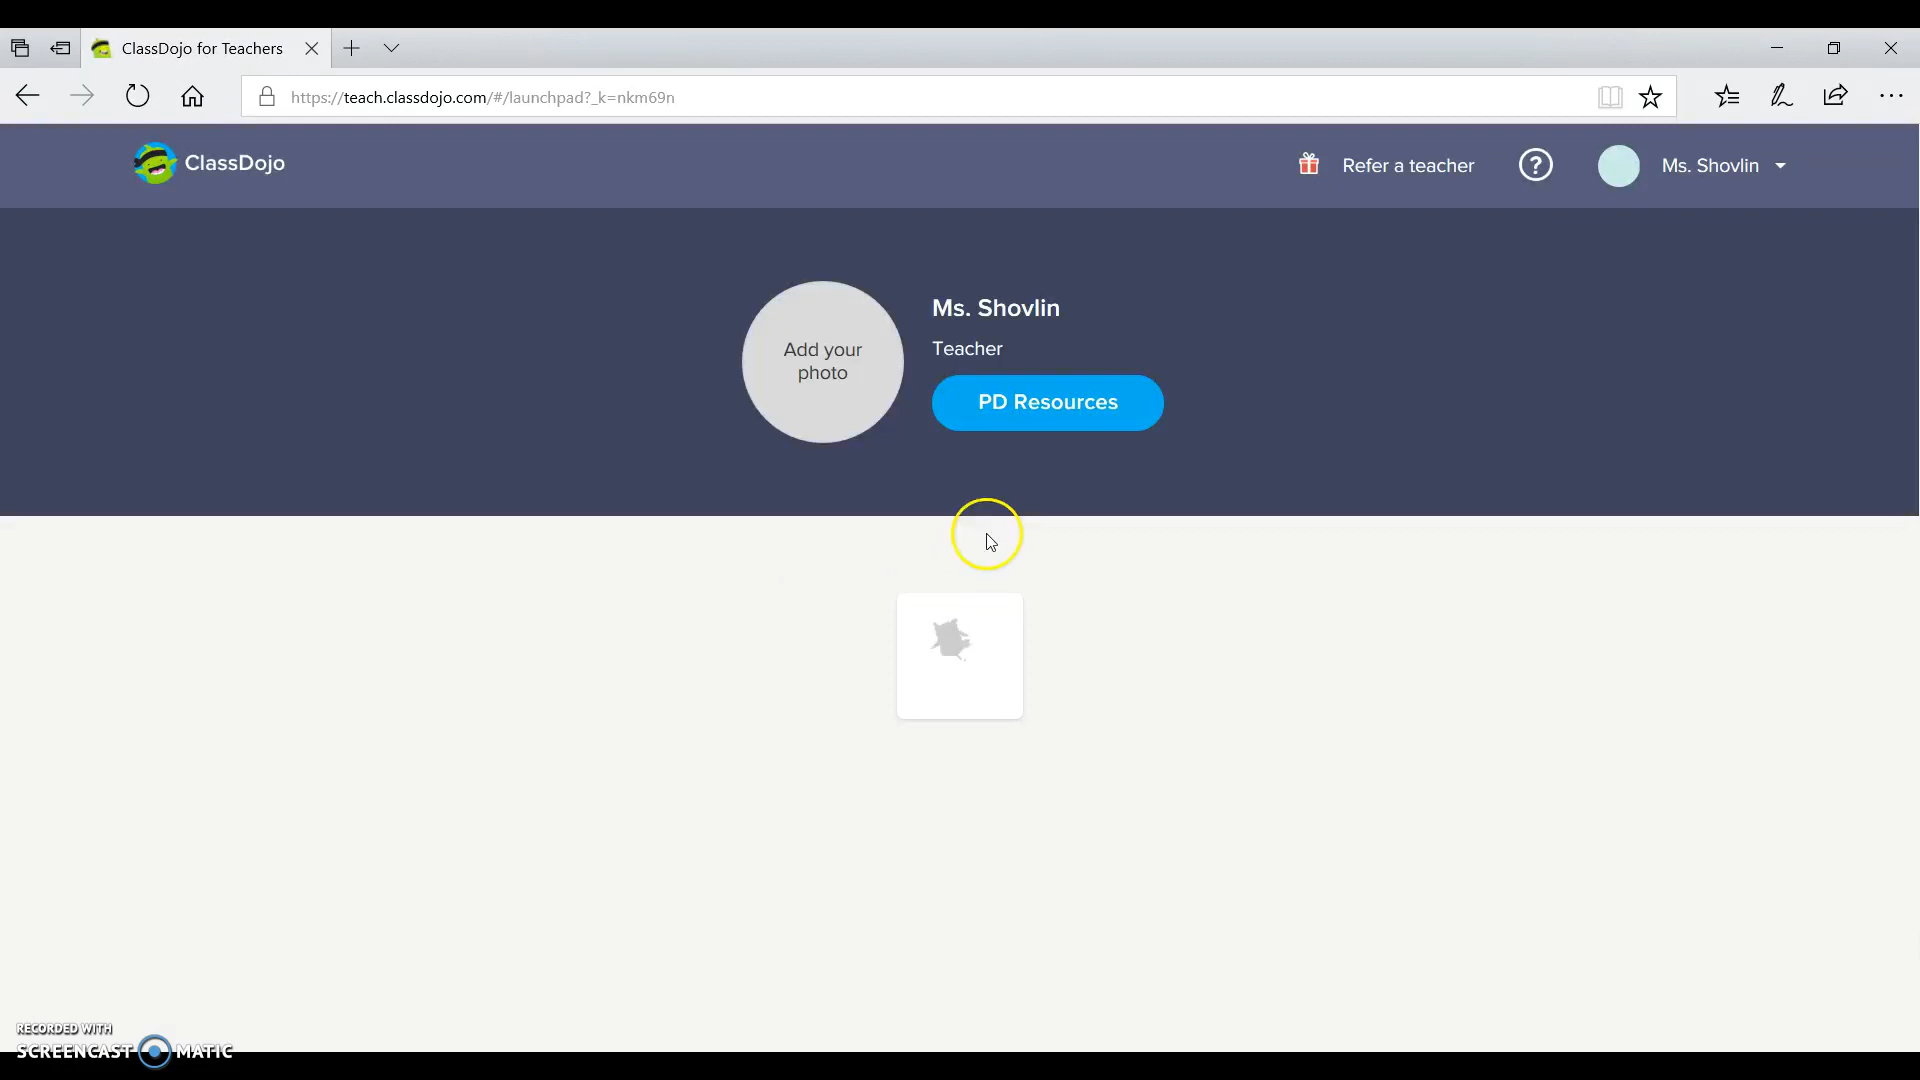 ClassDojo for Teachers
https://teach.classdojo.com/#/launchpad?_k=nkm69n
ClassDojo
Refer a teacher
?
Ms. Shovlin
Add your
photo
Ms. Shovlin
Teacher
PD Resources
RECORDED WITH
SCREENCAST MATIC